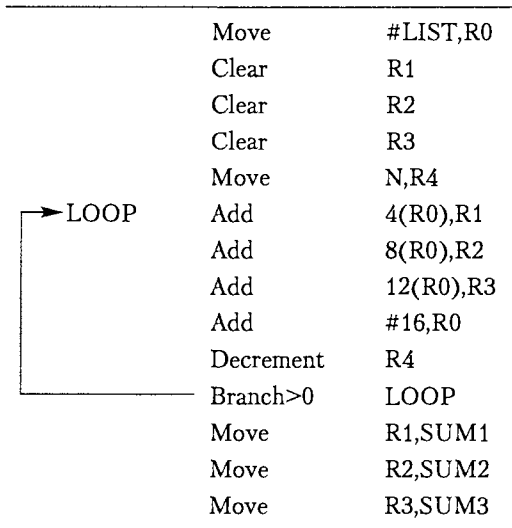 Move #LIST,R0
Clear R1
Clear R2
Clear R3
Move N,R4
LOOP Add 4(R0),R1
Add 8(R0),R2
Add 12(R0),R3
Add #16,R0
Decrement R4
Branch>0 LOOP
Move R1,SUM1
Move R2,SUM2
Move R3,SUM3